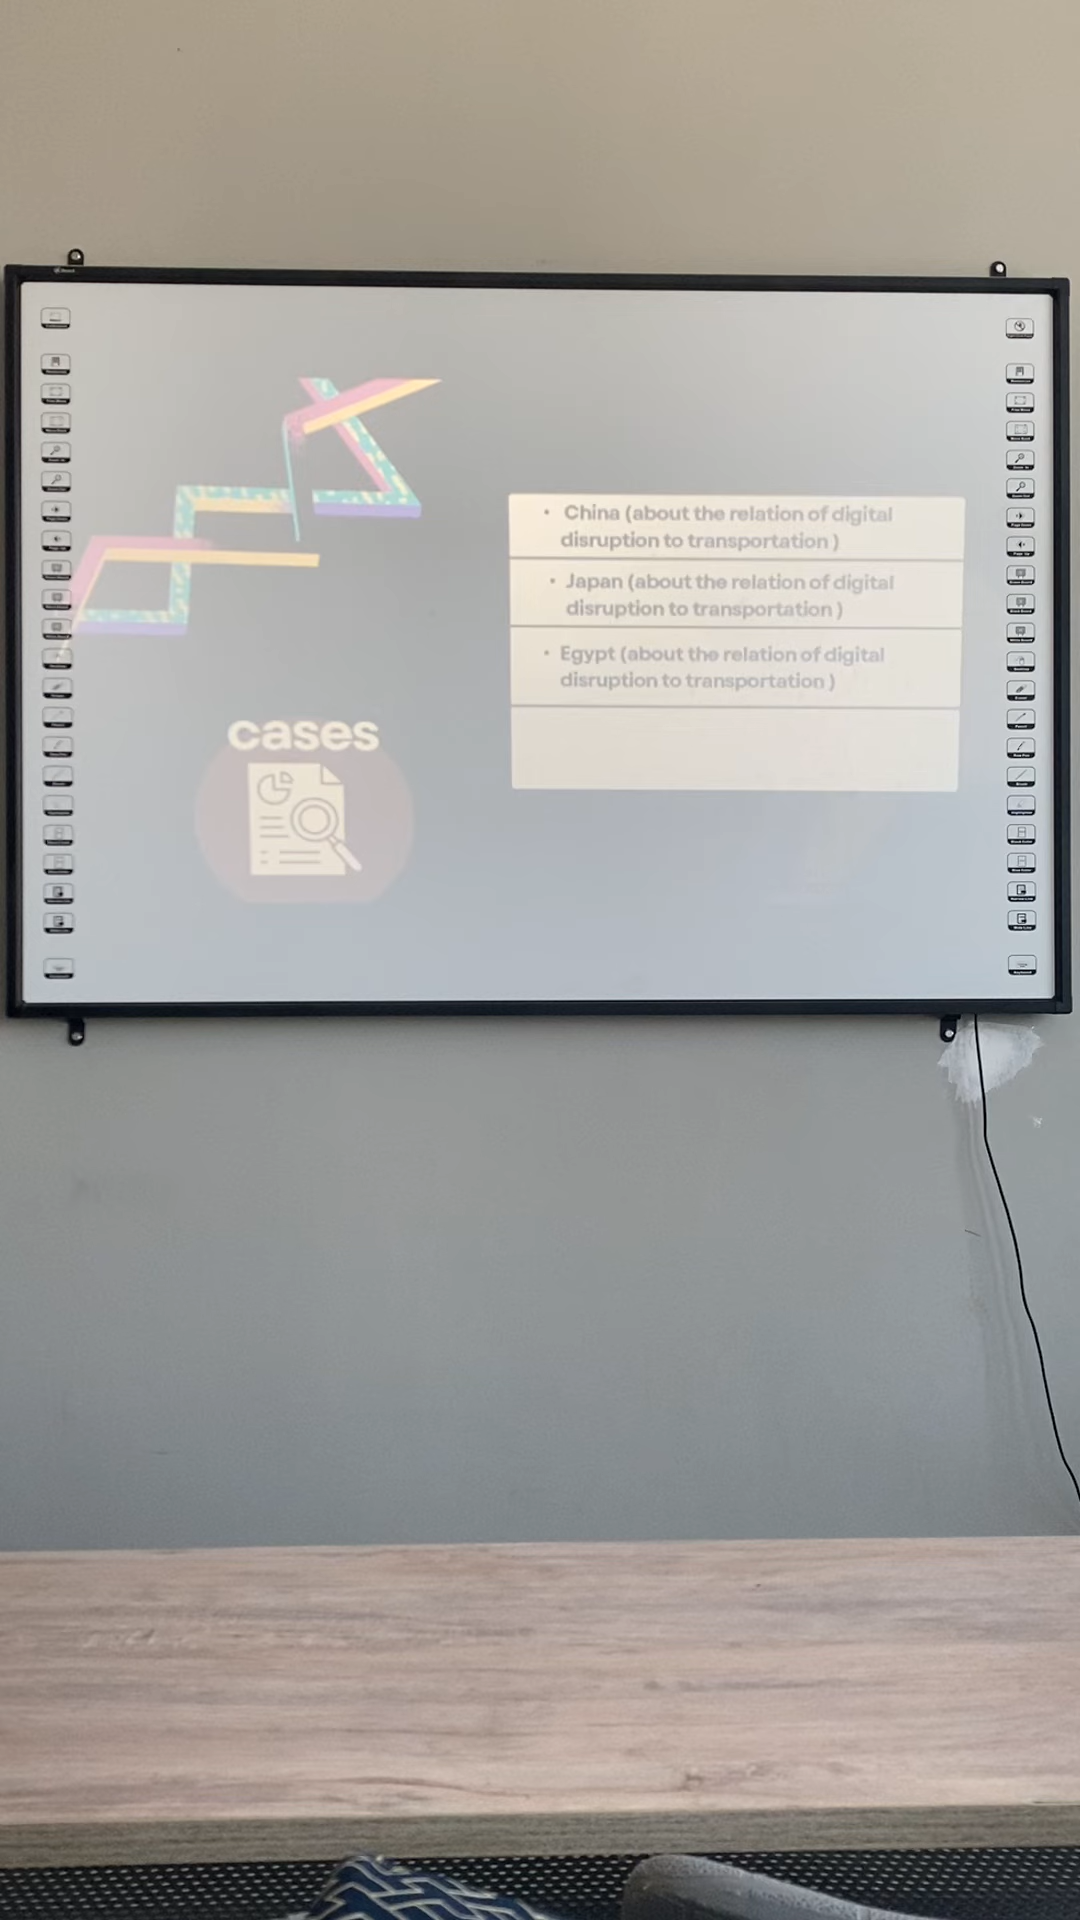 • China (about the relation of digital
disruption to transportation )
• Japan (about the relation of digital
disruption to transportation )
• Egypt (about the relation of digital
disruption to transportation )
cases